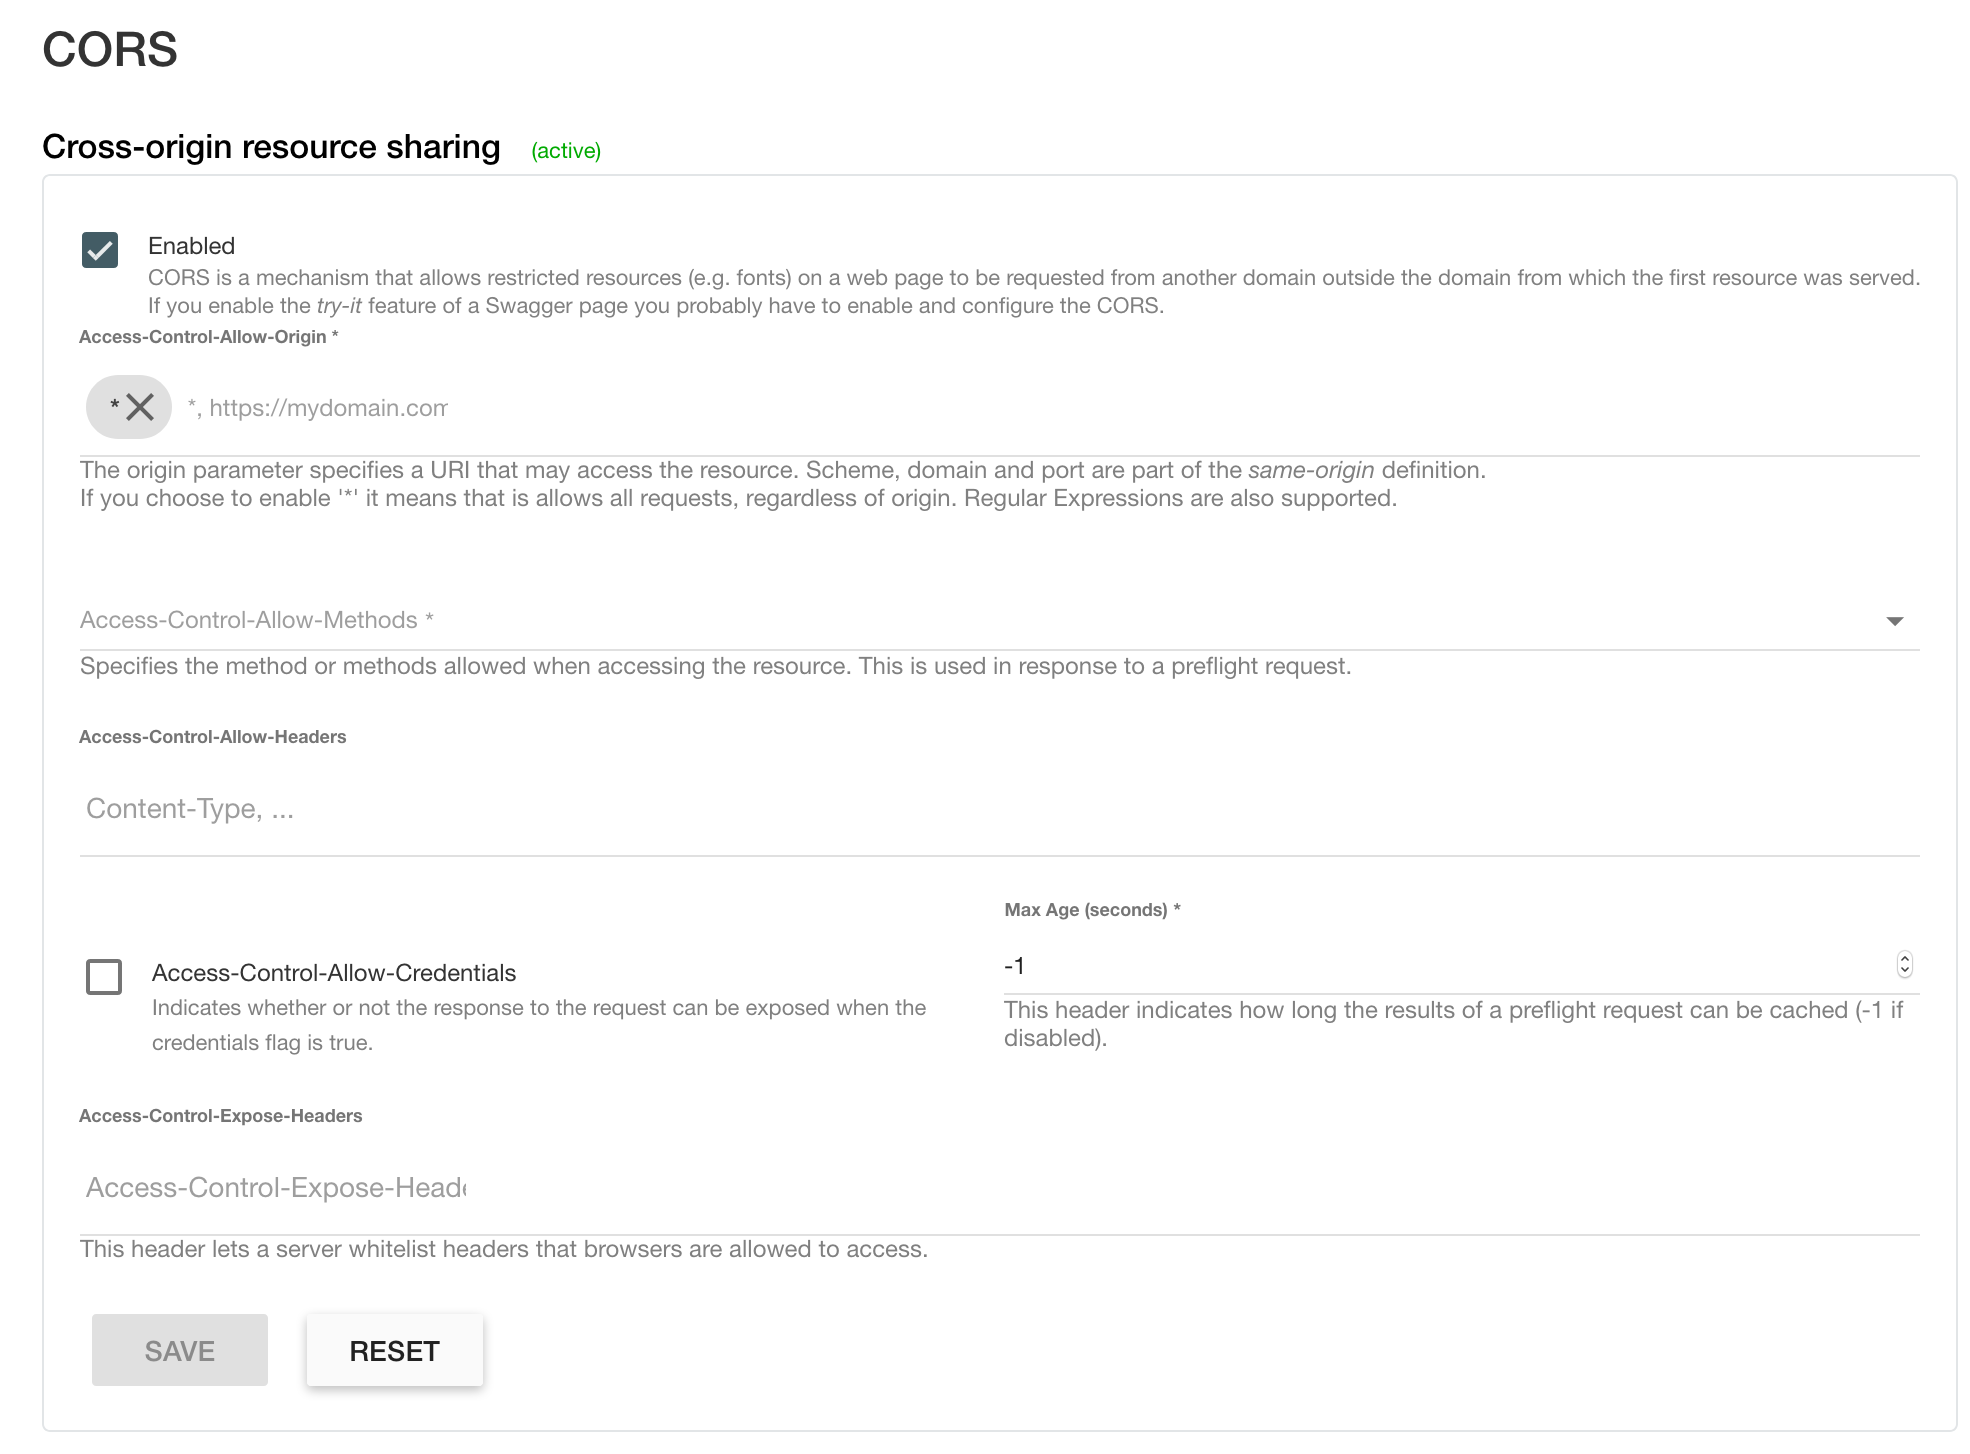 CORS
Cross-origin resource sharing (active)
Enabled
CORS is a mechanism that allows restricted resources (e.g. fonts) on a web page to be requested from another domain outside the domain from which the first resource was served.
If you enable the try-it feature of a Swagger page you probably have to enable and configure the CORS.
Access-Control-Allow-Origin *
* *, https://mydomain.com
The origin parameter specifies a URI that may access the resource. Scheme, domain and port are part of the same-origin definition.
If you choose to enable '*' it means that is allows all requests, regardless of origin. Regular Expressions are also supported.
Access-Control-Allow-Methods *
Specifies the method or methods allowed when accessing the resource. This is used in response to a preflight request.
Access-Control-Allow-Headers
Content-Type, ...
Access-Control-Allow-Credentials
Indicates whether or not the response to the request can be exposed when the
credentials flag is true.
Max Age (seconds) *
-1
This header indicates how long the results of a preflight request can be cached (-1 if
disabled).
Access-Control-Expose-Headers
Access-Control-Expose-Heade
This header lets a server whitelist headers that browsers are allowed to access.
SAVE RESET